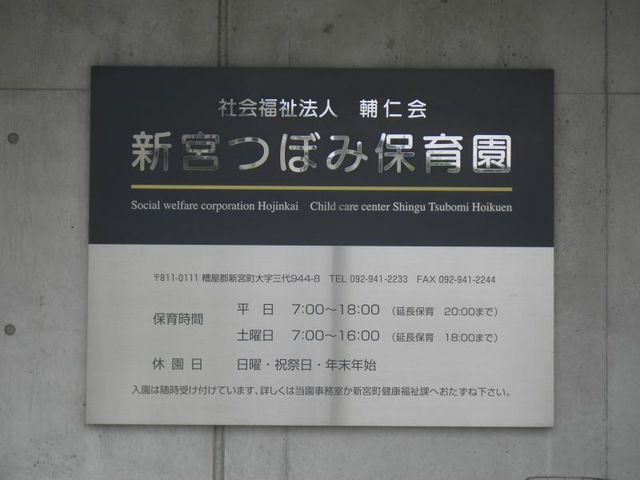 社会福祉法人　輔仁会
新宮つぼみ保育園
Social welfare corporation Hojinkai　Child care center Shingu Tsubomi Hoikuen
〒811-0111 糟屋郡新宮町大字三代944-8　TEL 092-941-2233　FAX 092-941-2244
保育時間　平　日　7:00～18:00　(延長保育　20:00まで)
土曜日　7:00～16:00　(延長保育　18:00まで)
休 園 日　日曜・祝祭日・年末年始
入園は随時受け付けています。詳しくは当園事務室か新宮町健康福祉課へおたずね下さい。